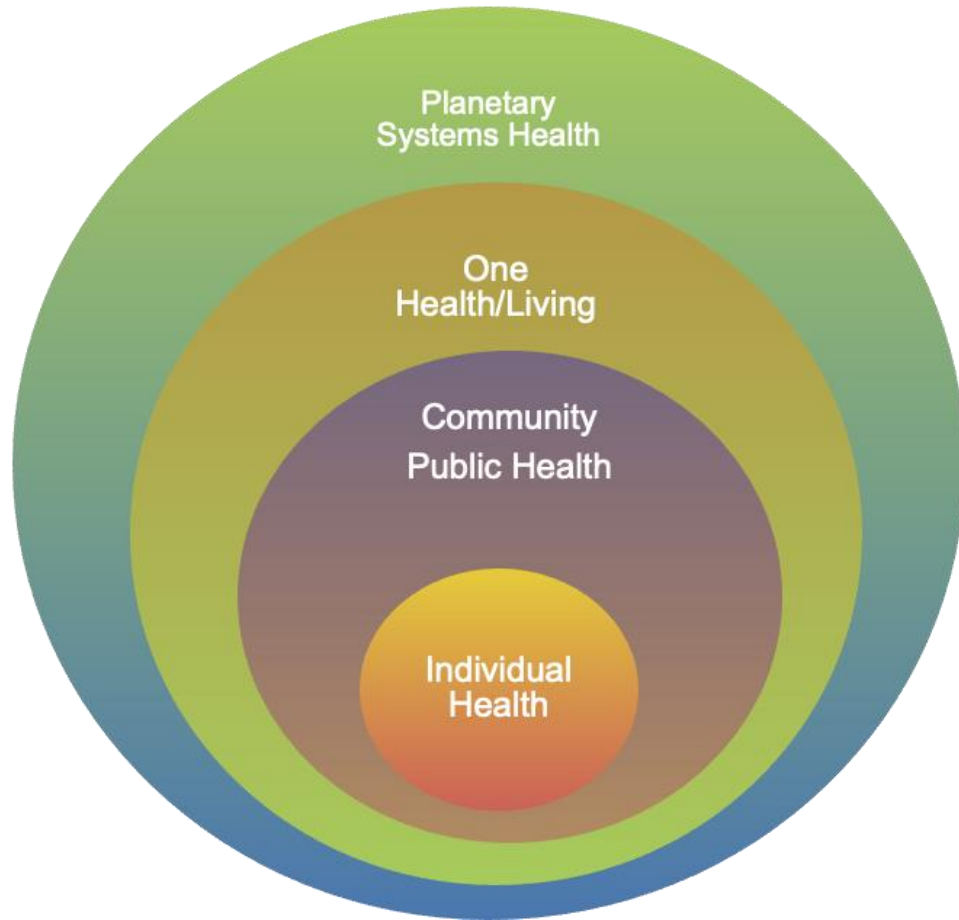 Planetary
Systems Health
One
Health/Living
Community
Public Health
Individual
Health